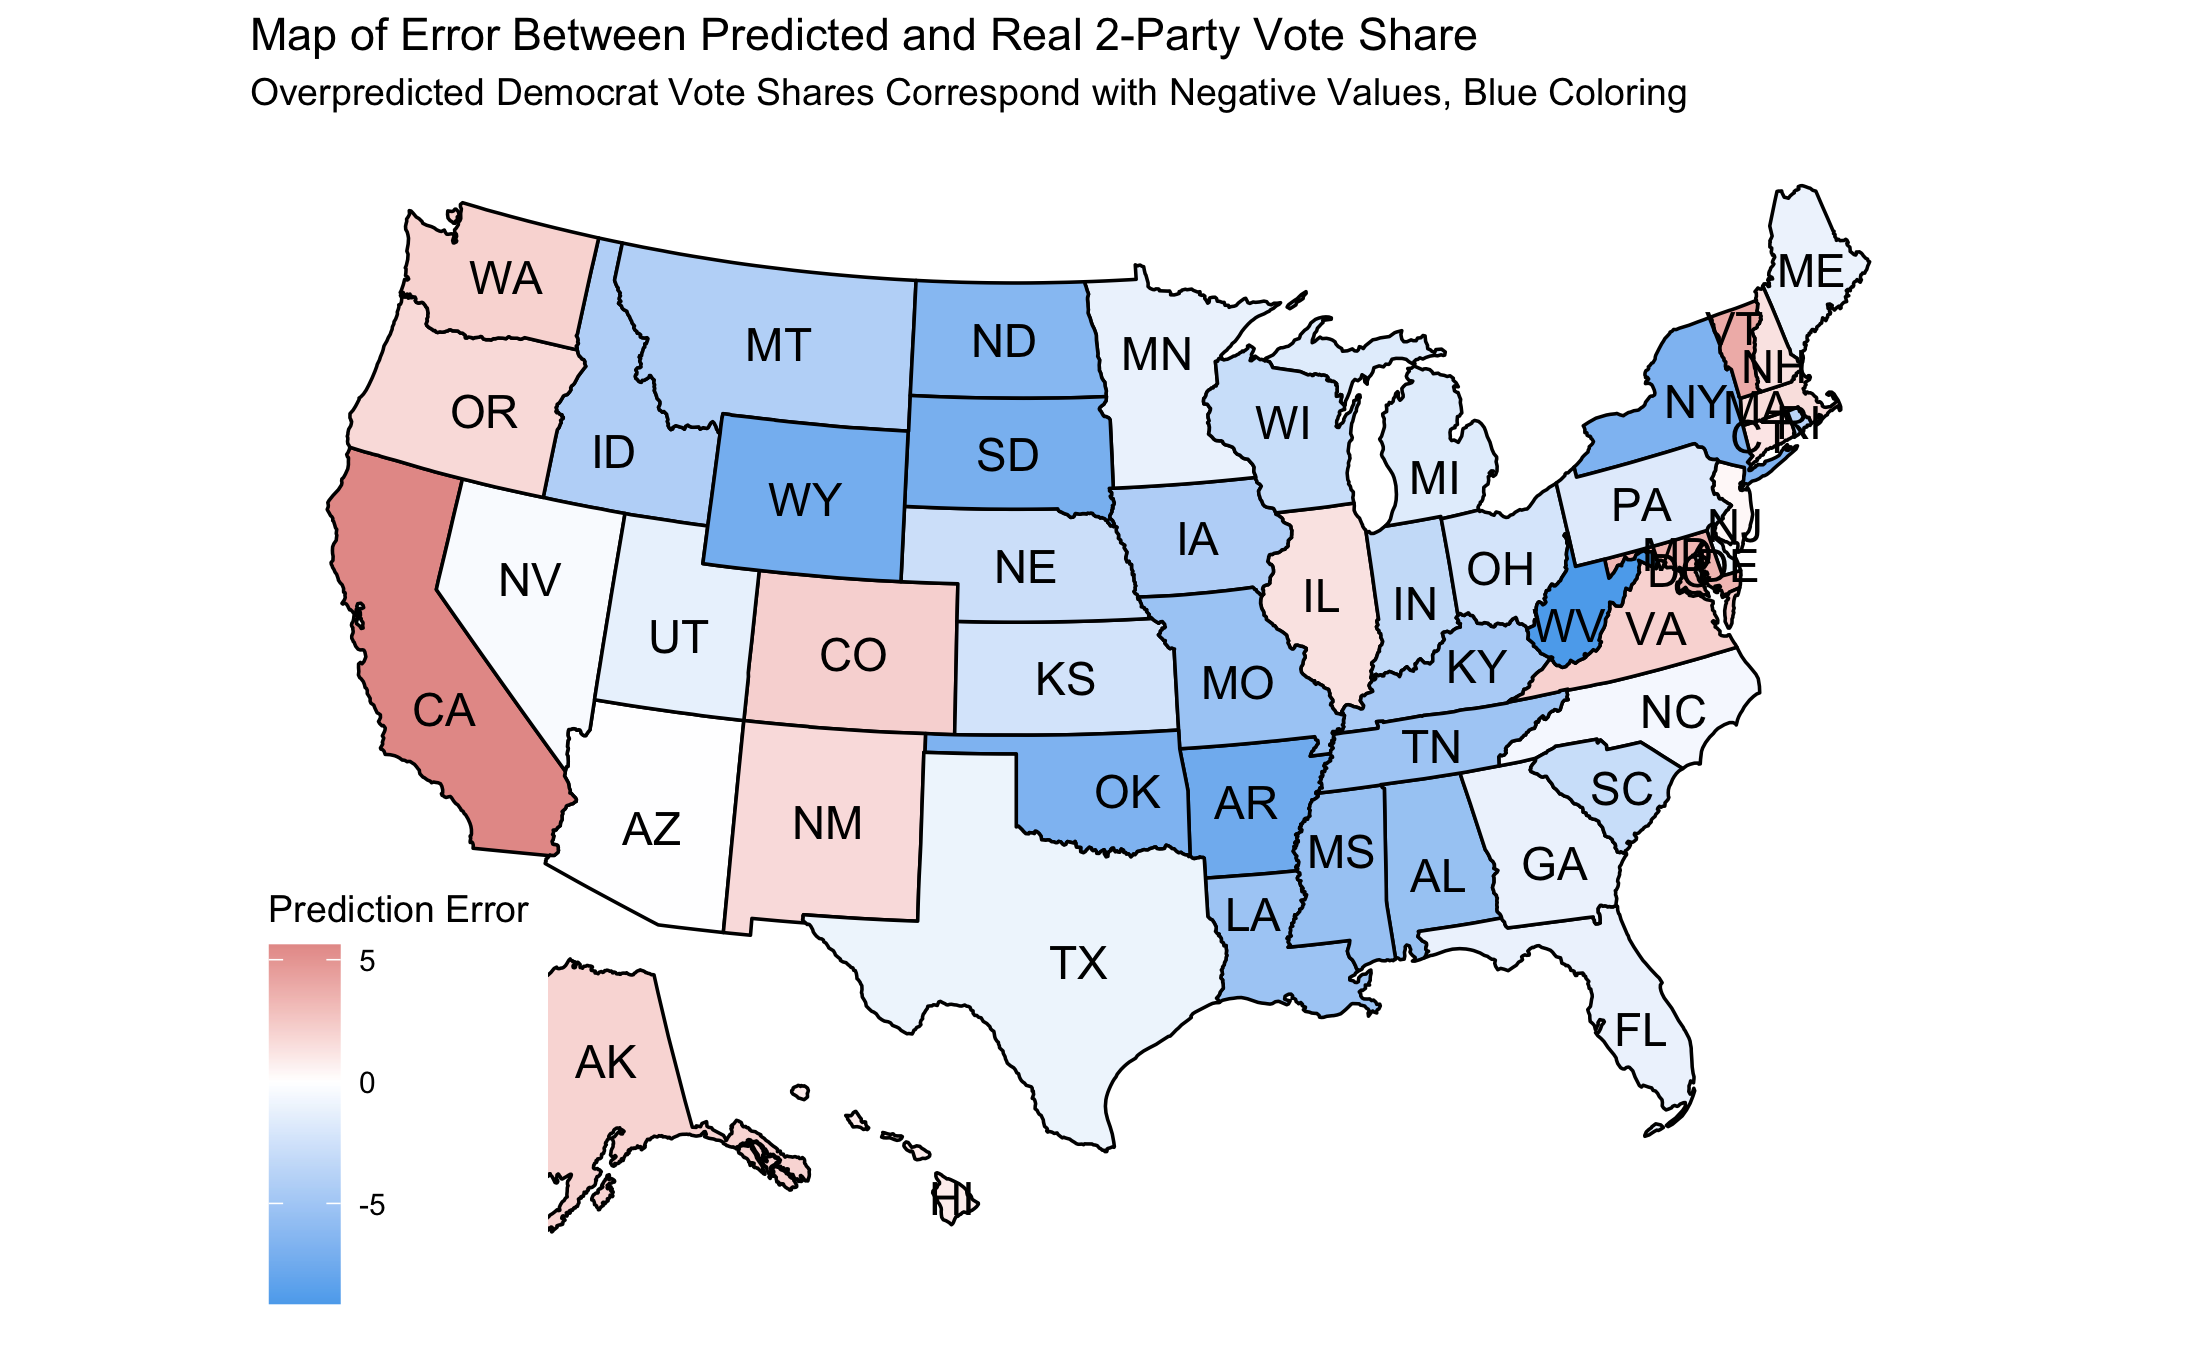 Map of Error Between Predicted and Real 2-Party Vote Share
Overpredicted Democrat Vote Shares Correspond with Negative Values, Blue Coloring
ME
WA
VT
MT
ND
MN
NH
OR
NY
MA
WI
RI
CT
ID
SD
MI
WY
PA
NJ
IA
MD
NE
OH
DC
DE
NV
IL
IN
UT
WV
VA
CO
KS
KY
CA
MO
NC
TN
OK
SC
NM
AZ
AR
MS
GA
AL
Prediction Error
LA
5
TX
FL
AK
0
HI
-5